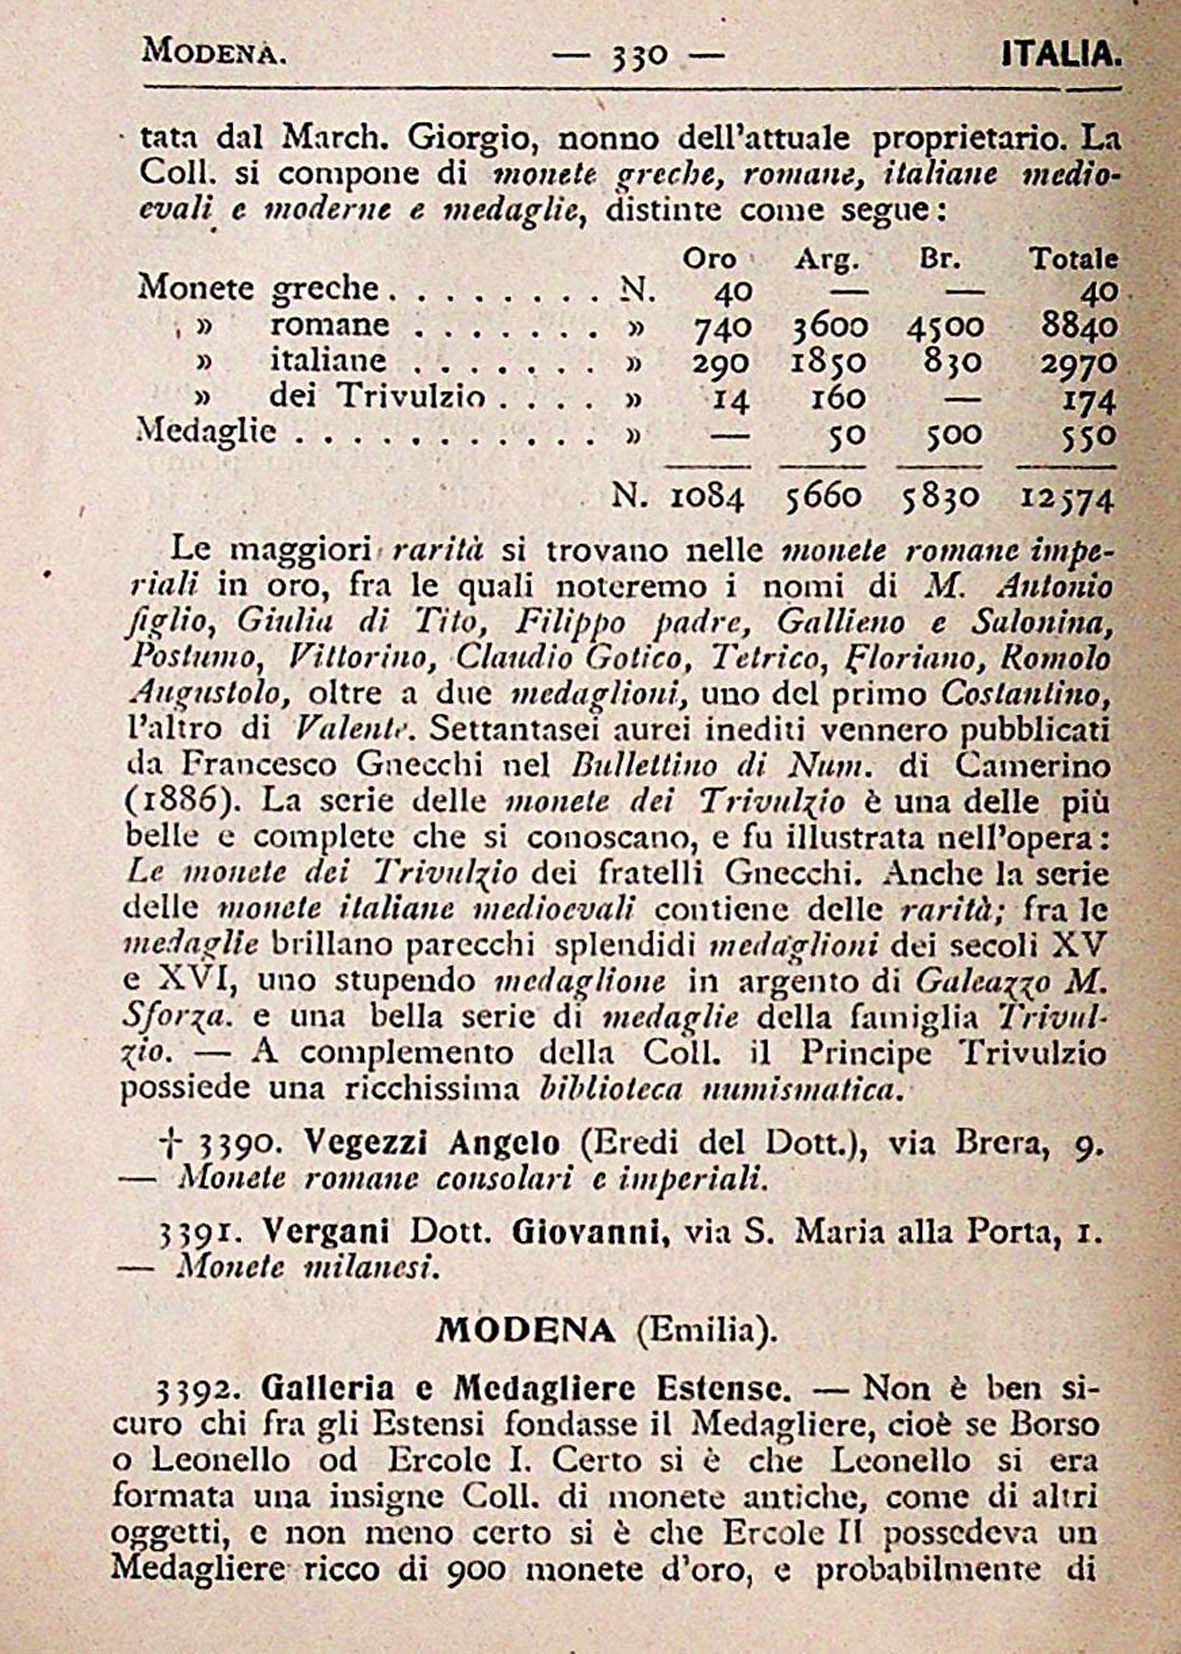 MODENA. — 330 — ITALIA.
tata dal March. Giorgio, nonno dell'attuale proprietario. La
Coll. si compone di monete greche, romane, italiane medio-
evali e moderne e medaglie, distinte come segue:
Oro Arg. Br. Totale
Monete greche . . . . . . . . N. 40 — — 40
» romane . . . . . . . » 740 3600 4500 8840
» italiane . . . . . . . » 290 1850 830 2970
» dei Trivulzio . . . . » 14 160 — 174
Medaglie . . . . . . . . . . . » — 50 500 550
N. 1084 5660 5830 12574
Le maggiori rarità si trovano nelle monete romane impe-
riali in oro, fra le quali noteremo i nomi di M. Antonio
figlio, Giulia di Tito, Filippo padre, Gallieno e Salonina,
Postumo, Vittorino, Claudio Gotico, Tetrico, Floriano, Romolo
Augustolo, oltre a due medaglioni, uno del primo Costantino,
l'altro di Valente. Settantasei aurei inediti vennero pubblicati
da Francesco Gnecchi nel Bullettino di Num. di Camerino
(1886). La serie delle monete dei Trivulzio è una delle più
belle e complete che si conoscano, e fu illustrata nell'opera:
Le monete dei Trivulzio dei fratelli Gnecchi. Anche la serie
delle monete italiane medioevali contiene delle rarità; fra le
medaglie brillano parecchi splendidi medaglioni dei secoli XV
e XVI, uno stupendo medaglione in argento di Galeazzo M.
Sforza. e una bella serie di medaglie della famiglia Trivul-
zio. — A complemento della Coll. il Principe Trivulzio
possiede una ricchissima biblioteca numismatica.
† 3390. Vegezzi Angelo (Eredi del Dott.), via Brera, 9.
— Monete romane consolari e imperiali.
3391. Vergani Dott. Giovanni, via S. Maria alla Porta, 1.
— Monete milanesi.
MODENA (Emilia).
3392. Galleria e Medagliere Estense. — Non è ben si-
curo chi fra gli Estensi fondasse il Medagliere, cioè se Borso
o Leonello od Ercole I. Certo si è che Leonello si era
formata una insigne Coll. di monete antiche, come di altri
oggetti, e non meno certo si è che Ercole II possedeva un
Medagliere ricco di 900 monete d'oro, e probabilmente di